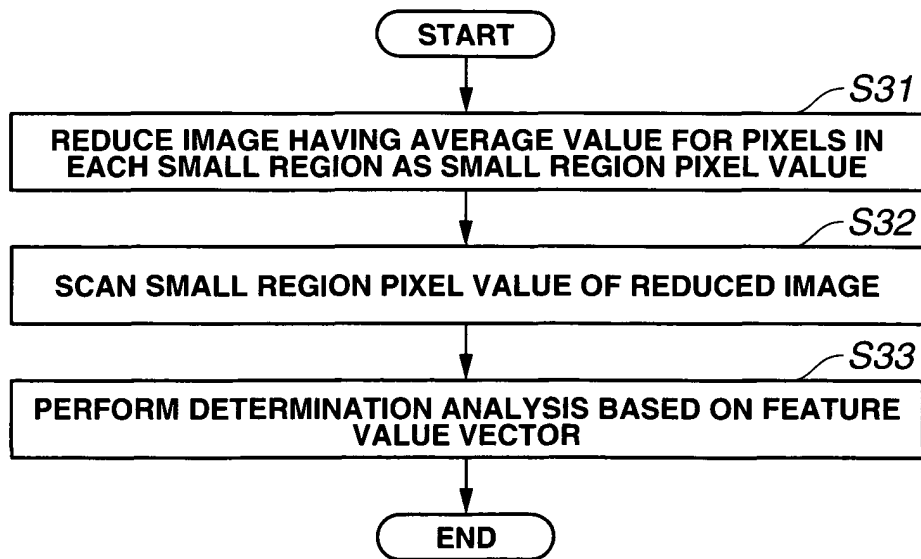 START
S31
REDUCE IMAGE HAVING AVERAGE VALUE FOR PIXELS IN
EACH SMALL REGION AS SMALL REGION PIXEL VALUE
S32
SCAN SMALL REGION PIXEL VALUE OF REDUCED IMAGE
S33
PERFORM DETERMINATION ANALYSIS BASED ON FEATURE
VALUE VECTOR
END